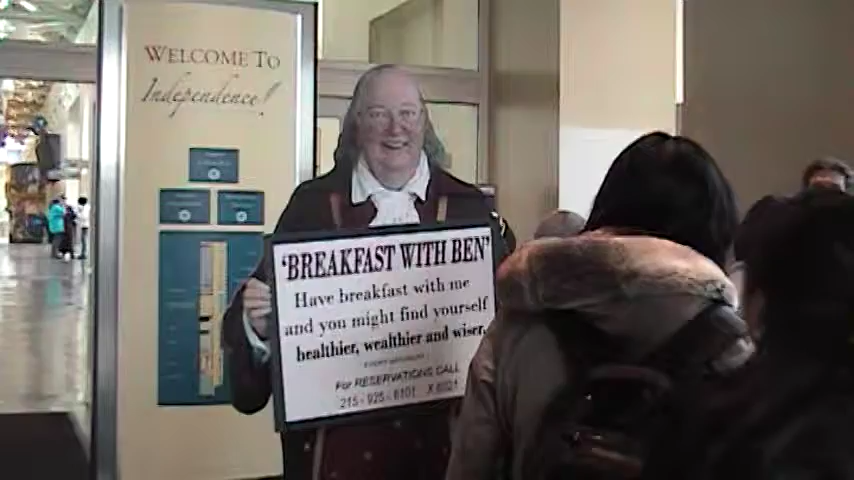 WELCOME TO
Independence!
'BREAKFAST WITH BEN'
Have breakfast with me
and you might find yourself
healthier, wealthier and wiser.
For RESERVATIONS CALL
215 - 925 - 6101 X 6021